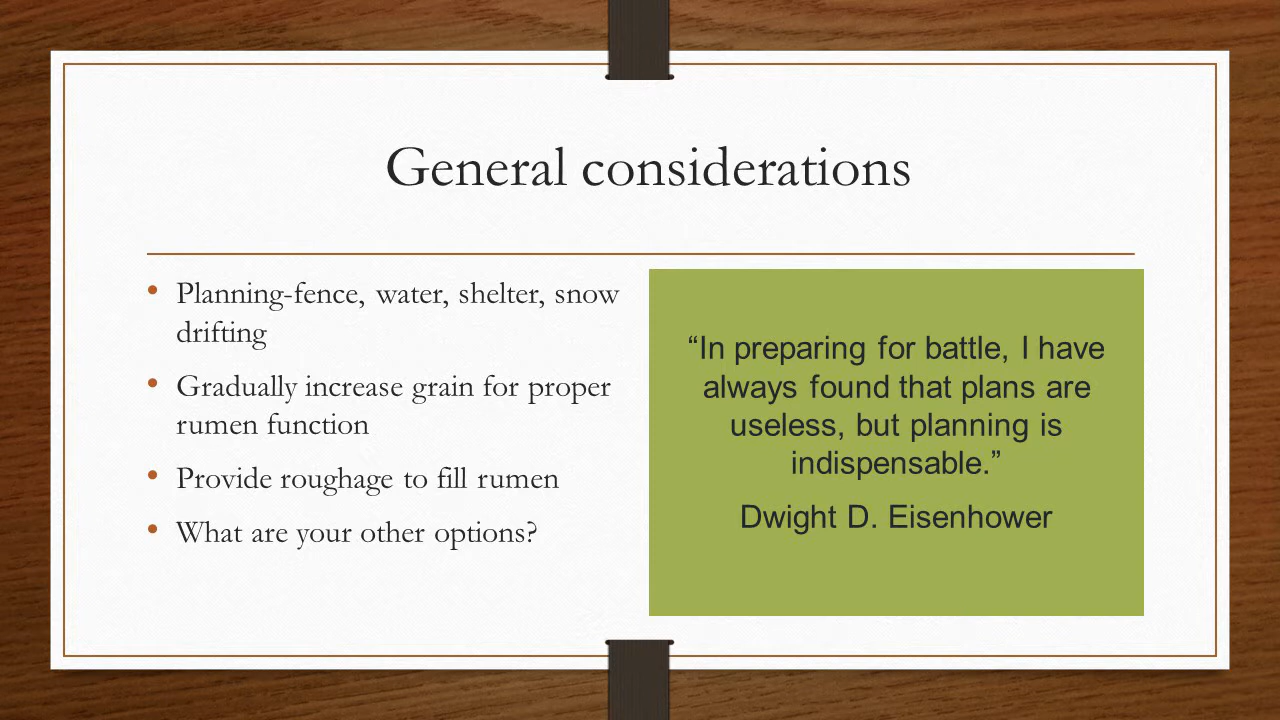 General considerations
• Planning-fence, water, shelter, snow
drifting
• Gradually increase grain for proper
rumen function
• Provide roughage to fill rumen
• What are your other options?
“In preparing for battle, I have
always found that plans are
useless, but planning is
indispensable.”
Dwight D. Eisenhower